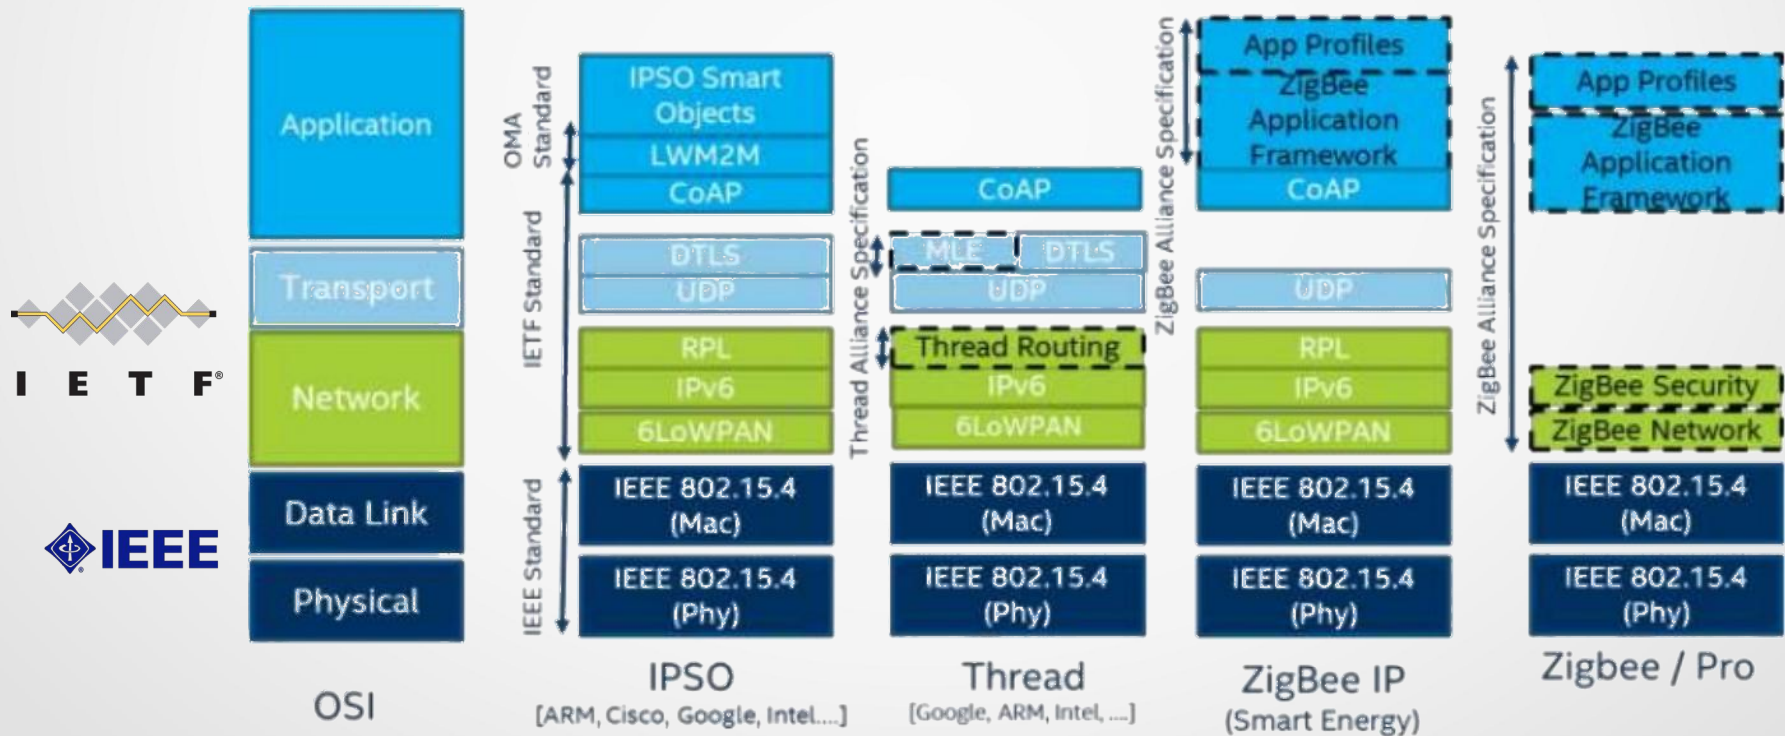 IETF®
IEEE
Application
Transport
Network
Data Link
Physical
OSI
OMA
Standard
IETF Standard
IEEE Standard
IPSO Smart
Objects
LWM2M
CoAP
DTLS
UDP
RPL
IPv6
6LoWPAN
IEEE 802.15.4
(Mac)
IEEE 802.15.4
(Phy)
IPSO
[ARM, Cisco, Google, Intel....]
Thread Alliance Specification
CoAP
MLE
DTLS
UDP
Thread Routing
IPv6
6LoWPAN
IEEE 802.15.4
(Mac)
IEEE 802.15.4
(Phy)
Thread
[Google, ARM, Intel, ....]
ZigBee Alliance Specification
App Profiles
ZigBee
Application
Framework
CoAP
UDP
RPL
IPv6
6LoWPAN
IEEE 802.15.4
(Mac)
IEEE 802.15.4
(Phy)
ZigBee IP
(Smart Energy)
ZigBee Alliance Specification
App Profiles
ZigBee
Application
Framework
ZigBee Security
ZigBee Network
IEEE 802.15.4
(Mac)
IEEE 802.15.4
(Phy)
Zigbee / Pro